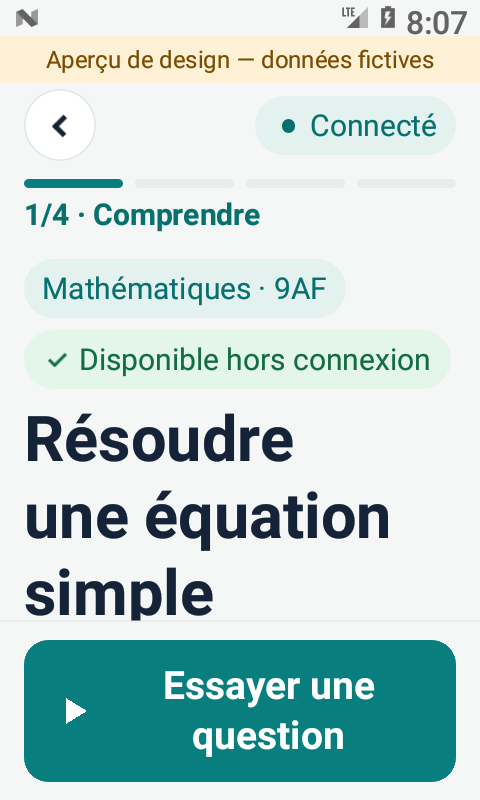 LTE 8:07
Aperçu de design — données fictives
Connecté
1/4 · Comprendre
Mathématiques · 9AF
Disponible hors connexion
Résoudre
une équation
simple
Essayer une
question